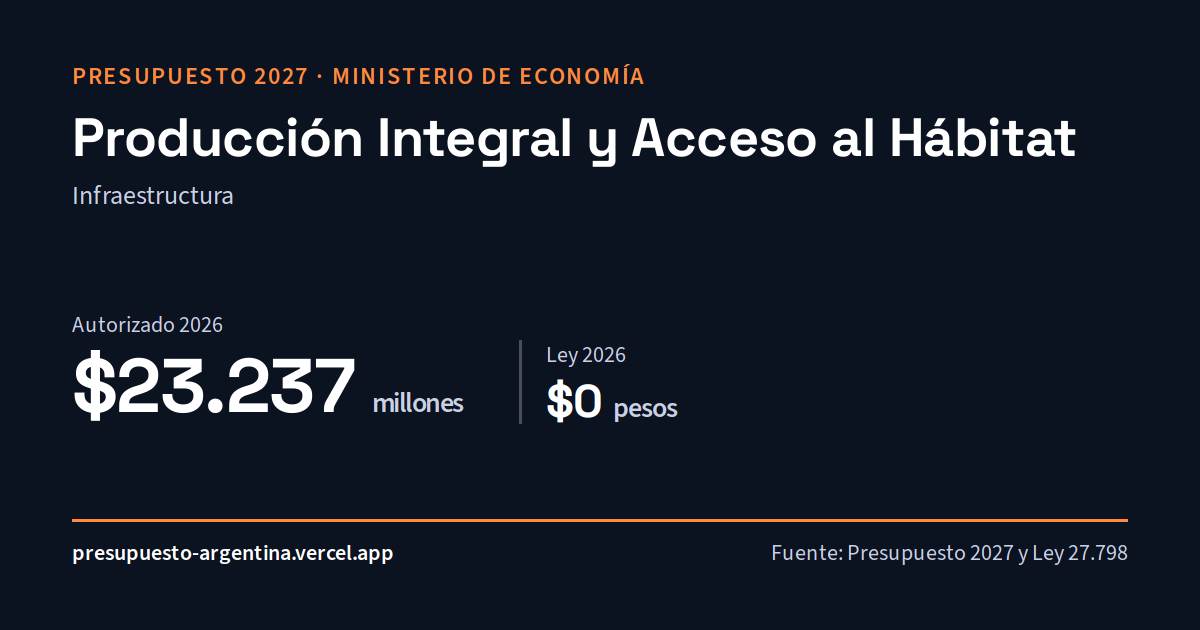 PRESUPUESTO 2027 · MINISTERIO DE ECONOMÍA
Producción Integral y Acceso al Hábitat
Infraestructura
Autorizado 2026
$23.237 millones
Ley 2026
$0 pesos
presupuesto-argentina.vercel.app
Fuente: Presupuesto 2027 y Ley 27.798